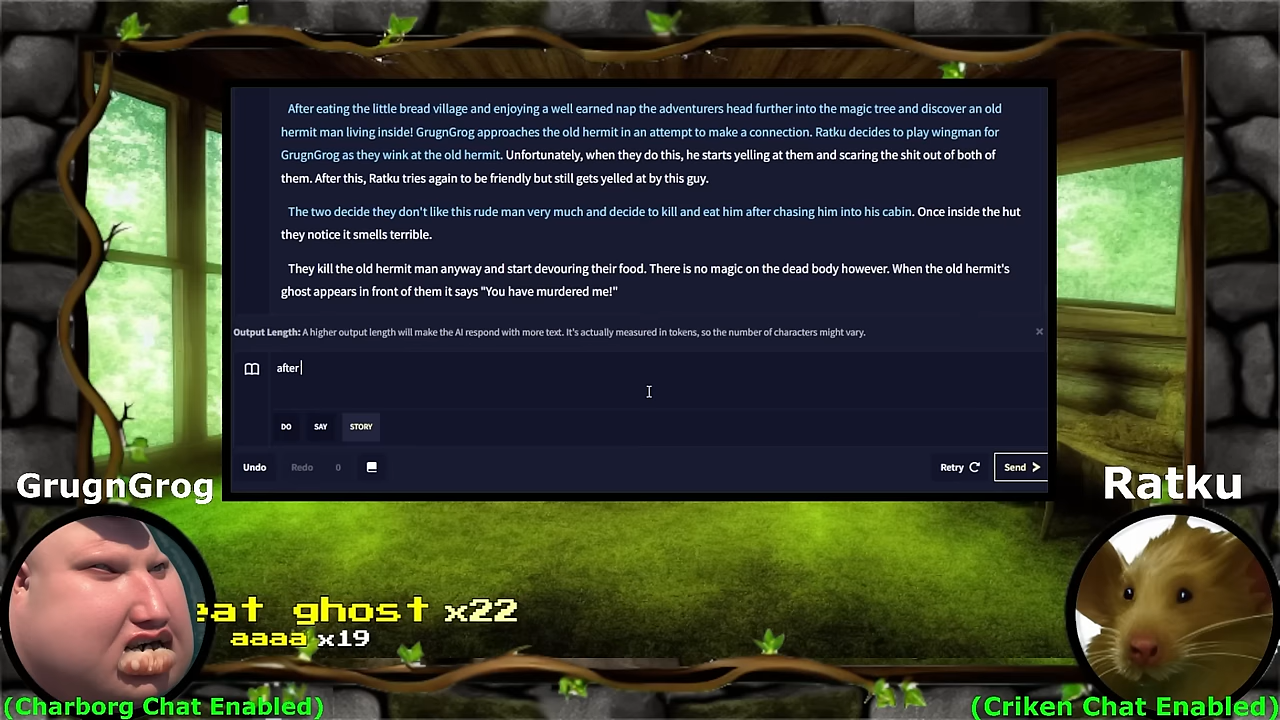 After eating the little bread village and enjoying a well earned nap the adventurers head further into the magic tree and discover an old
hermit man living inside! GrugnGrog approaches the old hermit in an attempt to make a connection. Ratku decides to play wingman for
GrugnGrog as they wink at the old hermit. Unfortunately, when they do this, he starts yelling at them and scaring the shit out of both of
them. After this, Ratku tries again to be friendly but still gets yelled at by this guy.
The two decide they don't like this rude man very much and decide to kill and eat him after chasing him into his cabin. Once inside the hut
they notice it smells terrible.
They kill the old hermit man anyway and start devouring their food. There is no magic on the dead body however. When the old hermit's
ghost appears in front of them it says "You have murdered me!"
Output Length: A higher output length will make the AI respond with more text. It's actually measured in tokens, so the number of characters might vary.
after
DO SAY STORY
Undo Redo 0 Retry Send
GrugnGrog
Ratku
eat ghost x22
aaaa x19
(Charborg Chat Enabled)
(Criken Chat Enabled)